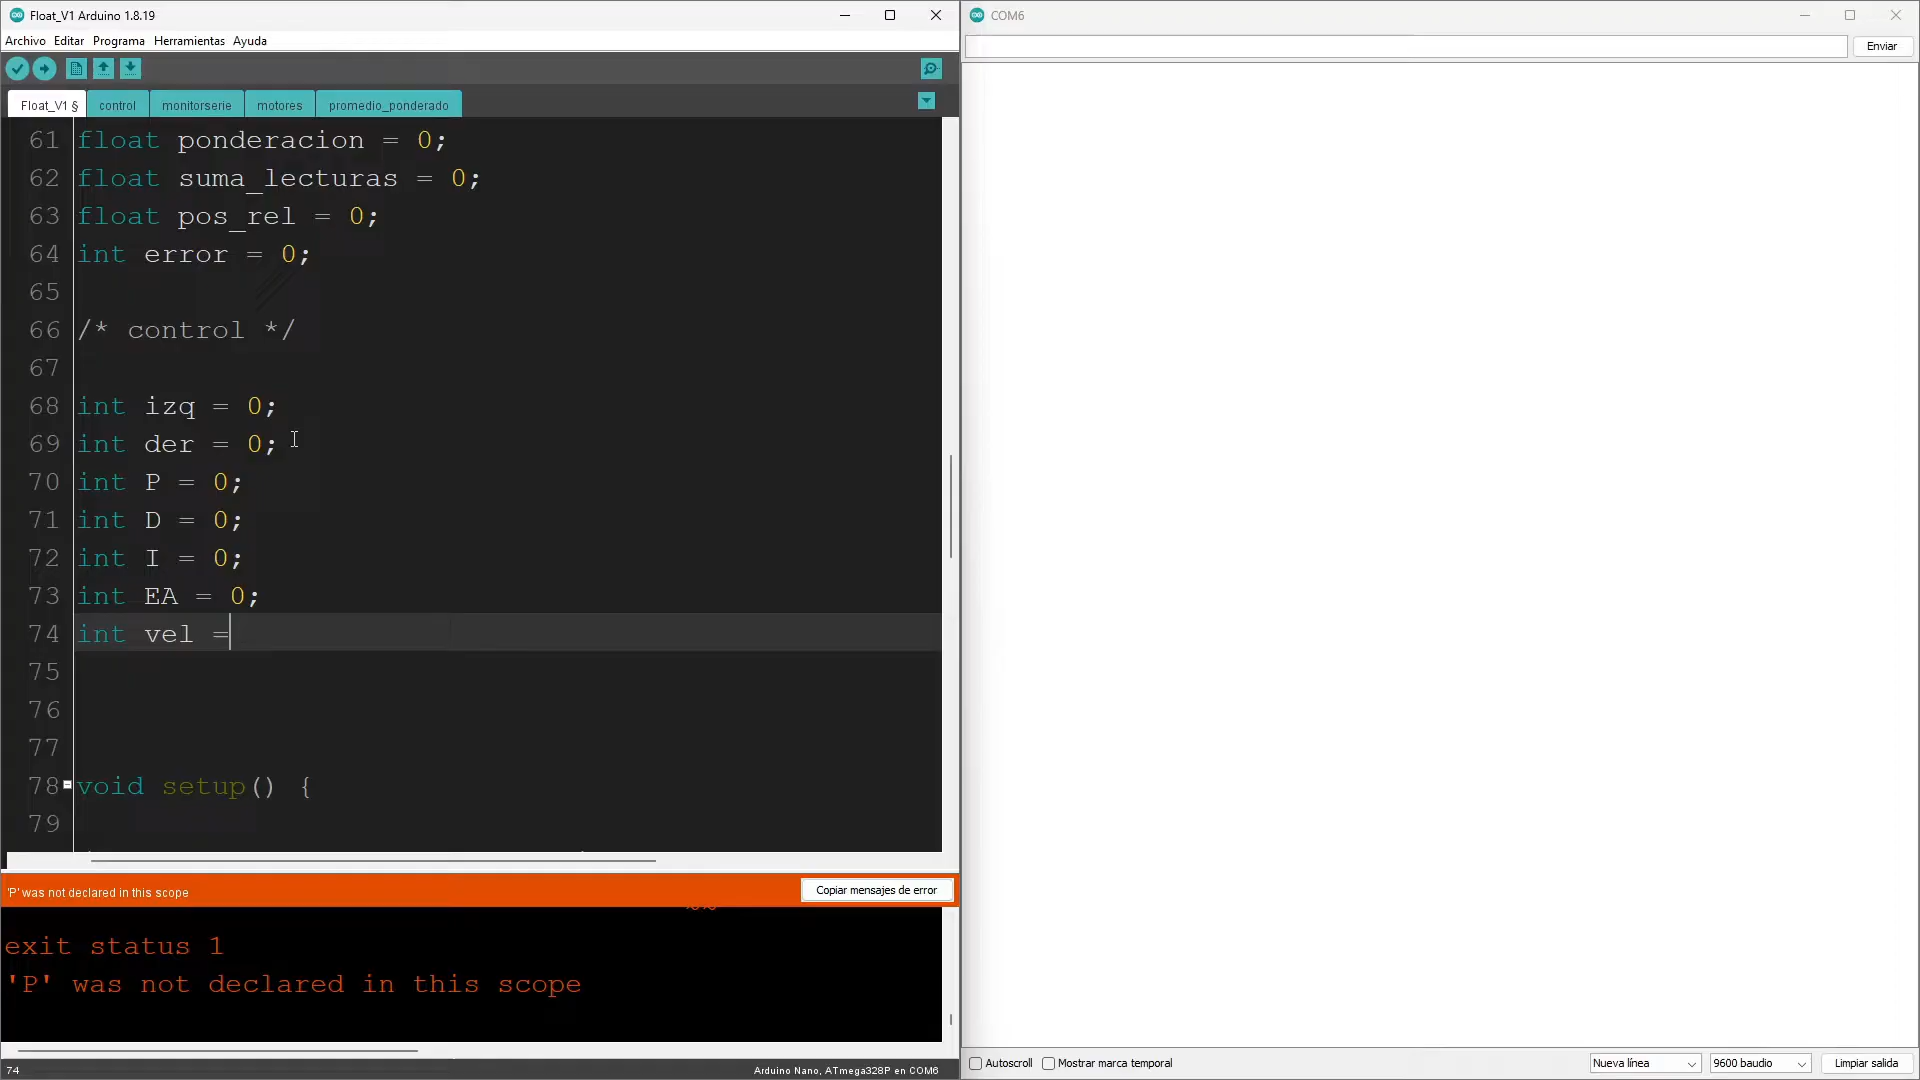 Float_V1 Arduino 1.8.19
Archivo Editar Programa Herramientas Ayuda
Float_V1 § control monitorserie motores promedio_ponderado
61 float ponderacion = 0;
62 float suma_lecturas = 0;
63 float pos_rel = 0;
64 int error = 0;
65
66 /* control */
67
68 int izq = 0;
69 int der = 0;
70 int P = 0;
71 int D = 0;
72 int I = 0;
73 int EA = 0;
74 int vel =
75
76
77
78 void setup() {
79
'P' was not declared in this scope
Copiar mensajes de error
exit status 1
'P' was not declared in this scope
74
Arduino Nano, ATmega328P en COM6
COM6
Enviar
Autoscroll Mostrar marca temporal
Nueva línea 9600 baudio Limpiar salida